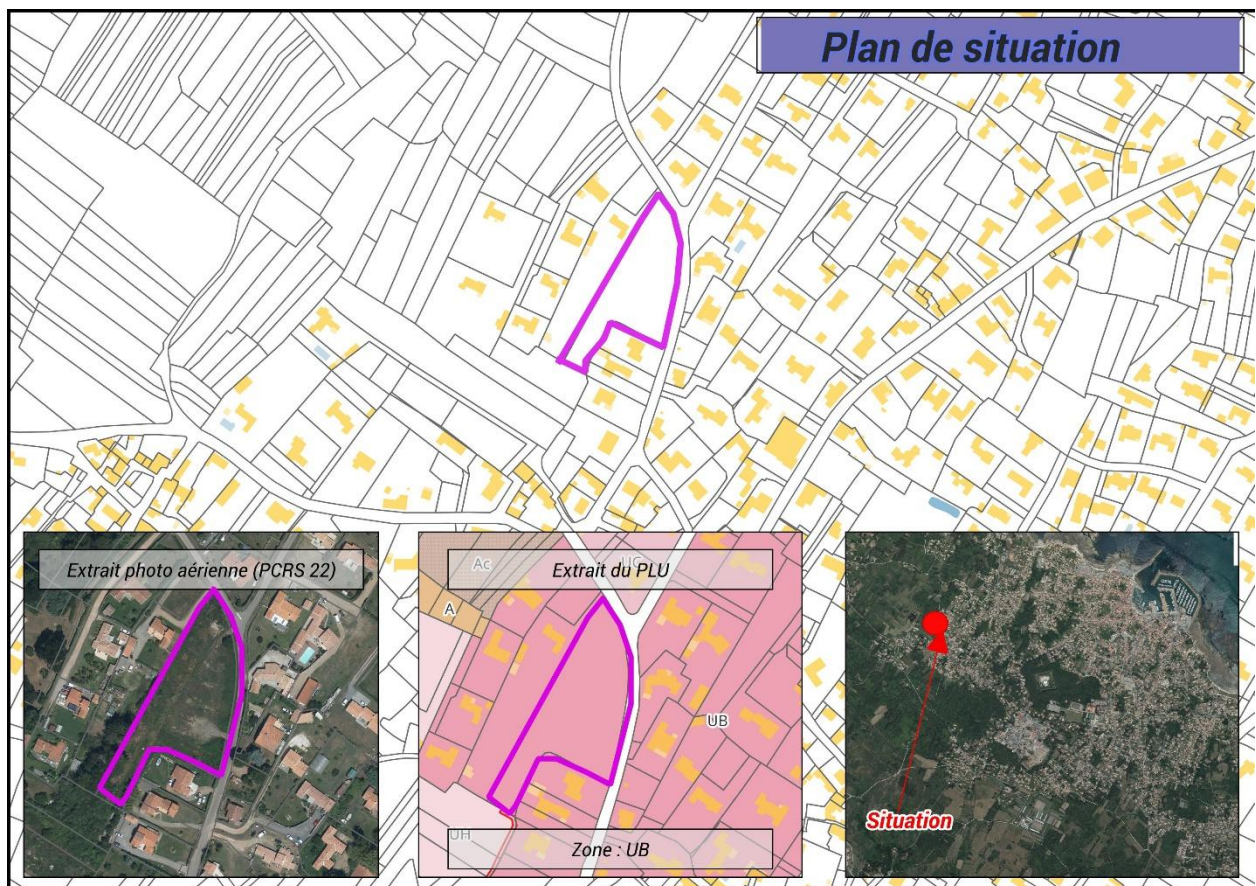 Plan de situation
Extrait photo aérienne (PCRS 22)
Ac
UC
Extrait du PLU
A
UB
UH
Zone : UB
Situation